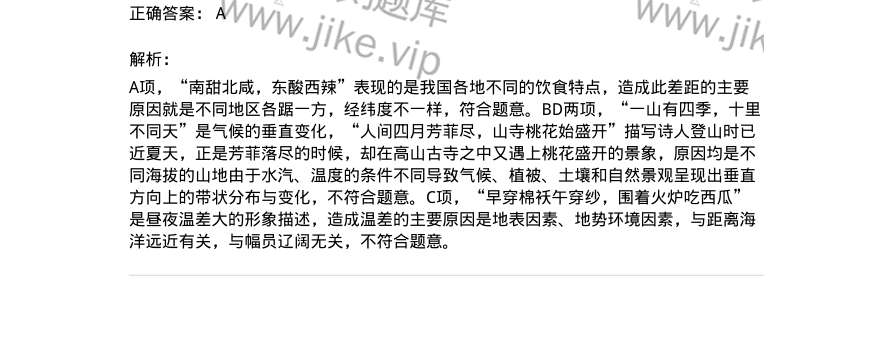 正确答案： A
题库
www.jike.vip
www.jik
解析：
A项，“南甜北咸，东酸西辣”表现的是我国各地不同的饮食特点，造成此差距的主要
原因就是不同地区各踞一方，经纬度不一样，符合题意。BD两项，“一山有四季，十里
不同天”是气候的垂直变化，“人间四月芳菲尽，山寺桃花始盛开”描写诗人登山时已
近夏天，正是芳菲落尽的时候，却在高山古寺之中又遇上桃花盛开的景象，原因均是不
同海拔的山地由于水汽、温度的条件不同导致气候、植被、土壤和自然景观呈现出垂直
方向上的带状分布与变化，不符合题意。C项，“早穿棉袄午穿纱，围着火炉吃西瓜”
是昼夜温差大的形象描述，造成温差的主要原因是地表因素、地势环境因素，与距离海
洋远近有关，与幅员辽阔无关，不符合题意。